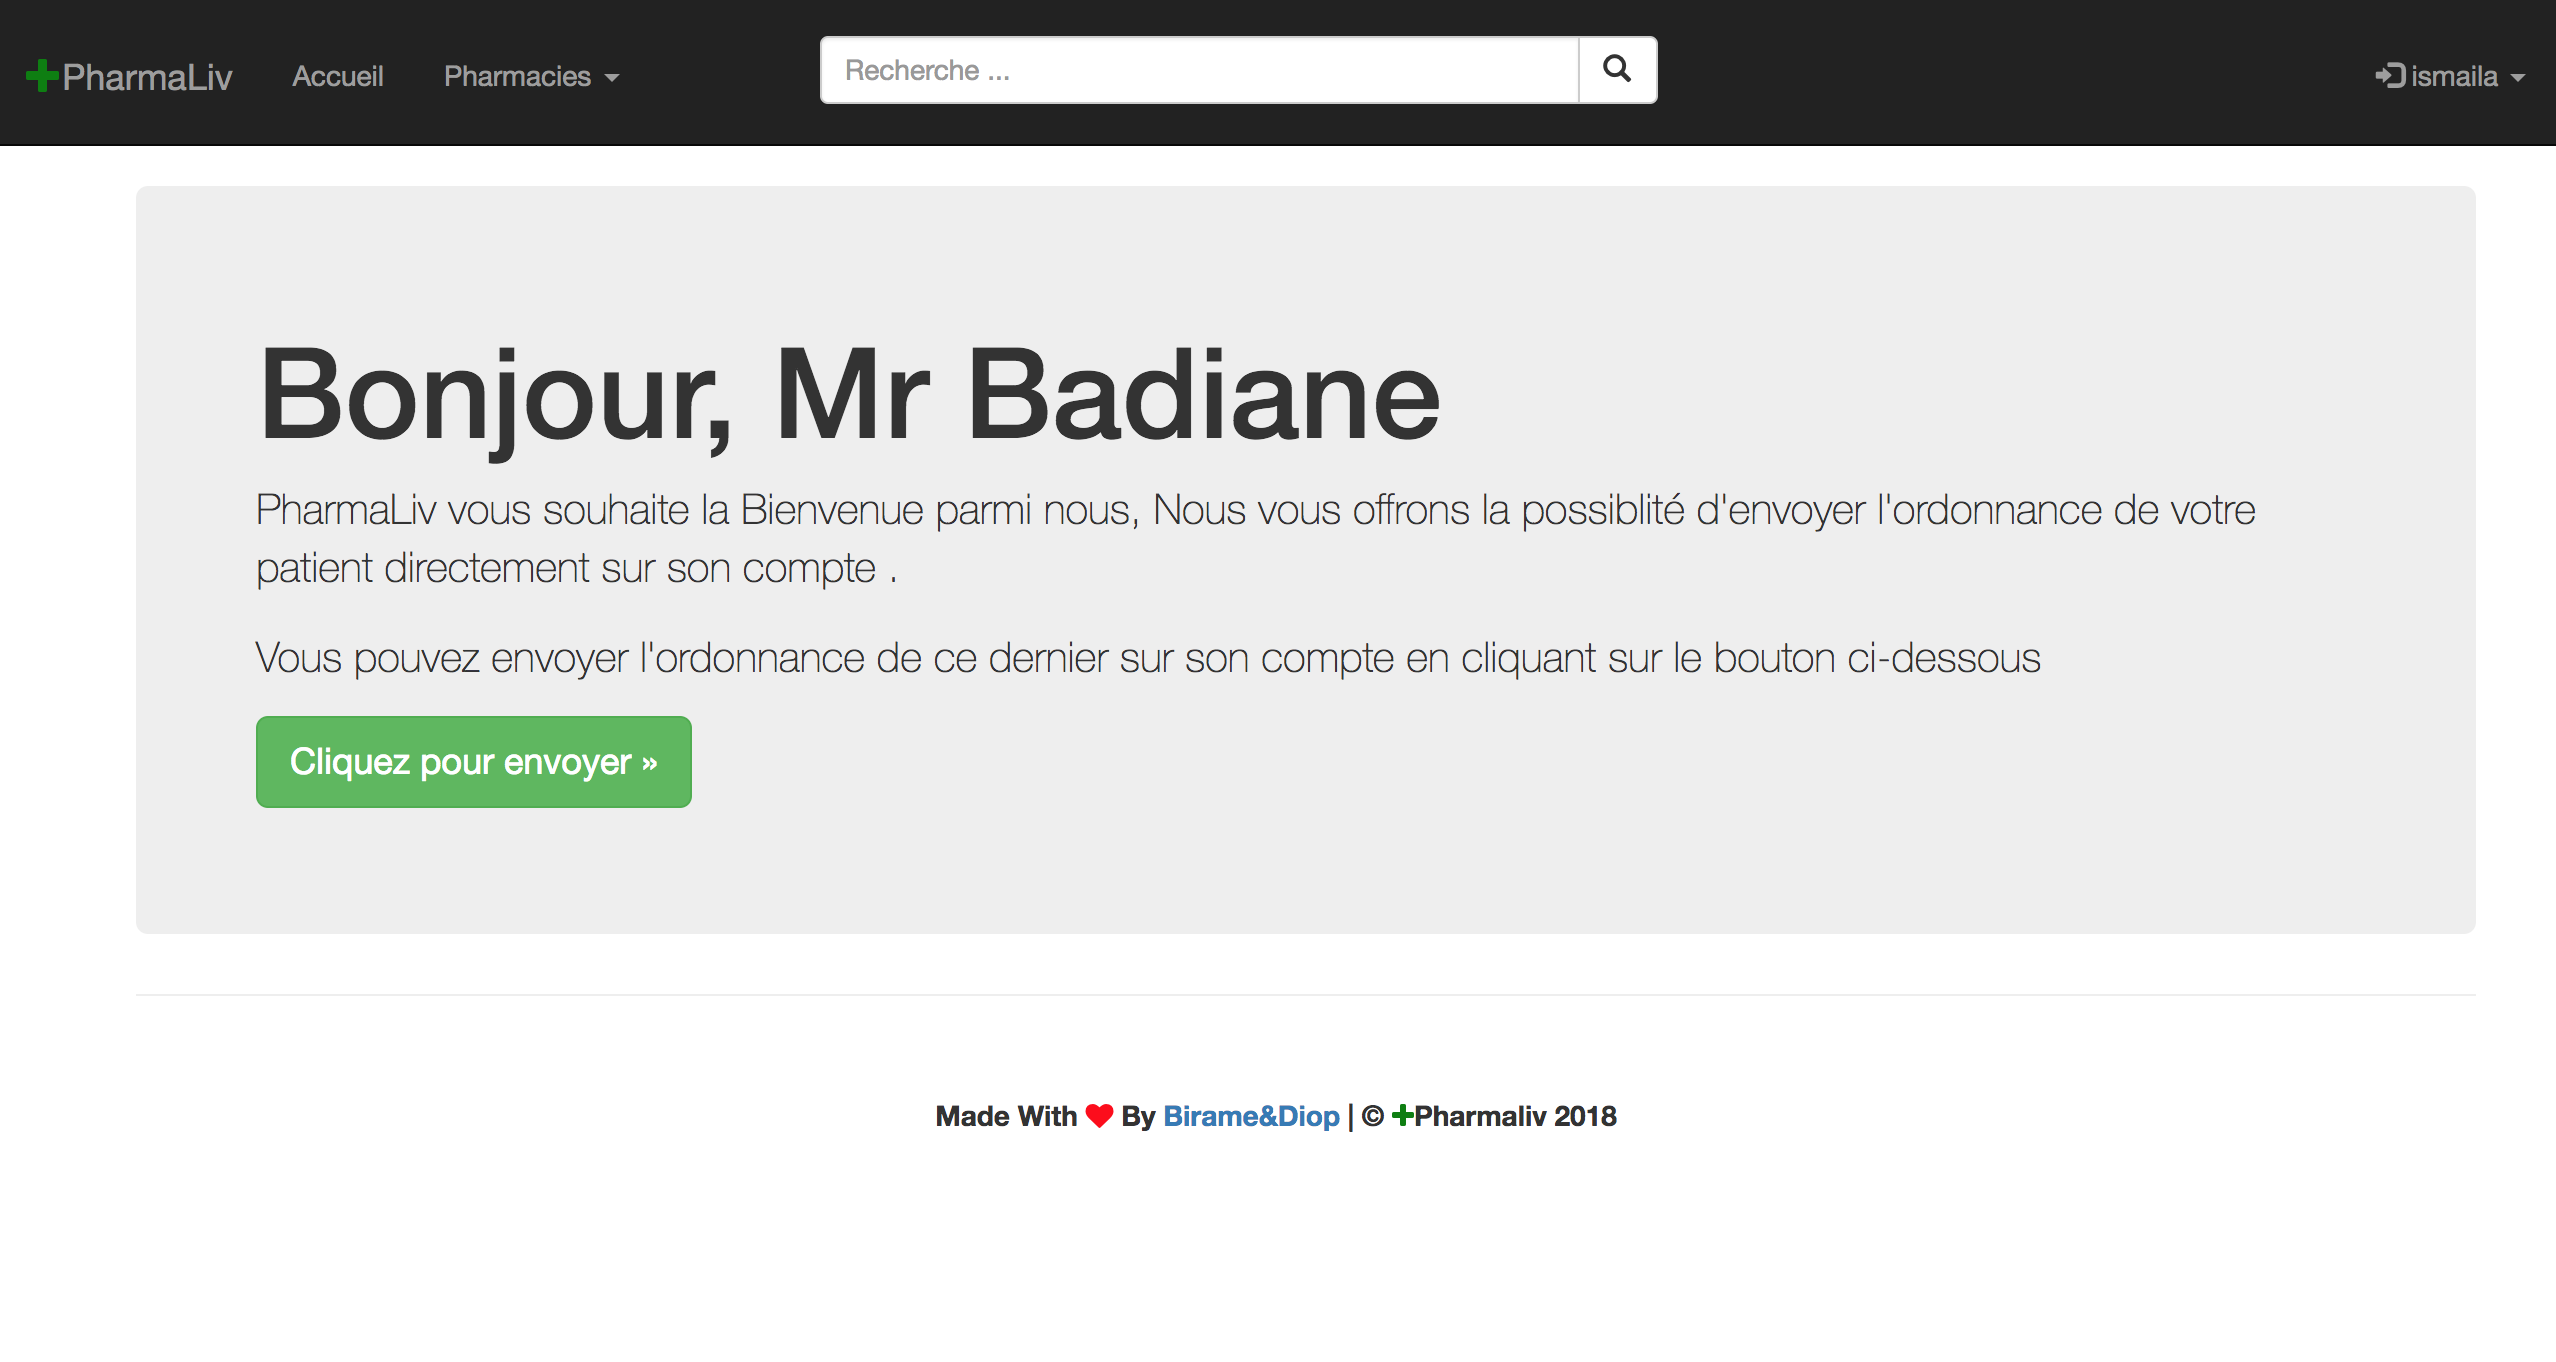 PharmaLiv Accueil Pharmacies Recherche ... ismaila
Bonjour, Mr Badiane
PharmaLiv vous souhaite la Bienvenue parmi nous, Nous vous offrons la possiblité d'envoyer l'ordonnance de votre
patient directement sur son compte .
Vous pouvez envoyer l'ordonnance de ce dernier sur son compte en cliquant sur le bouton ci-dessous
Cliquez pour envoyer »
Made With ❤ By Birame&Diop | © +Pharmaliv 2018